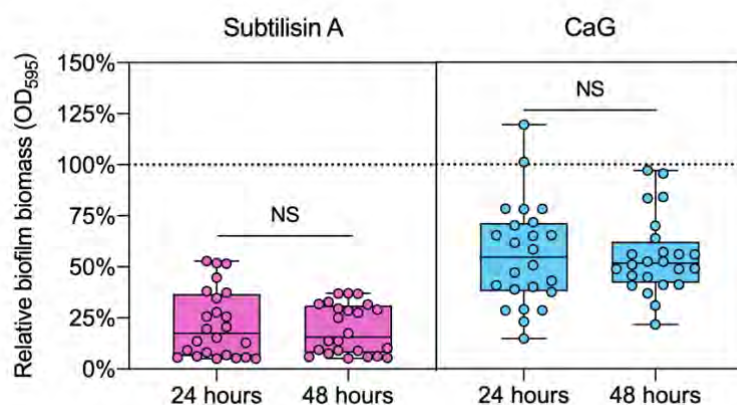 Subtilisin A
CaG
Relative biofilm biomass (OD595)
150%
125%
100%
75%
50%
25%
0%
NS
NS
24 hours
48 hours
24 hours
48 hours